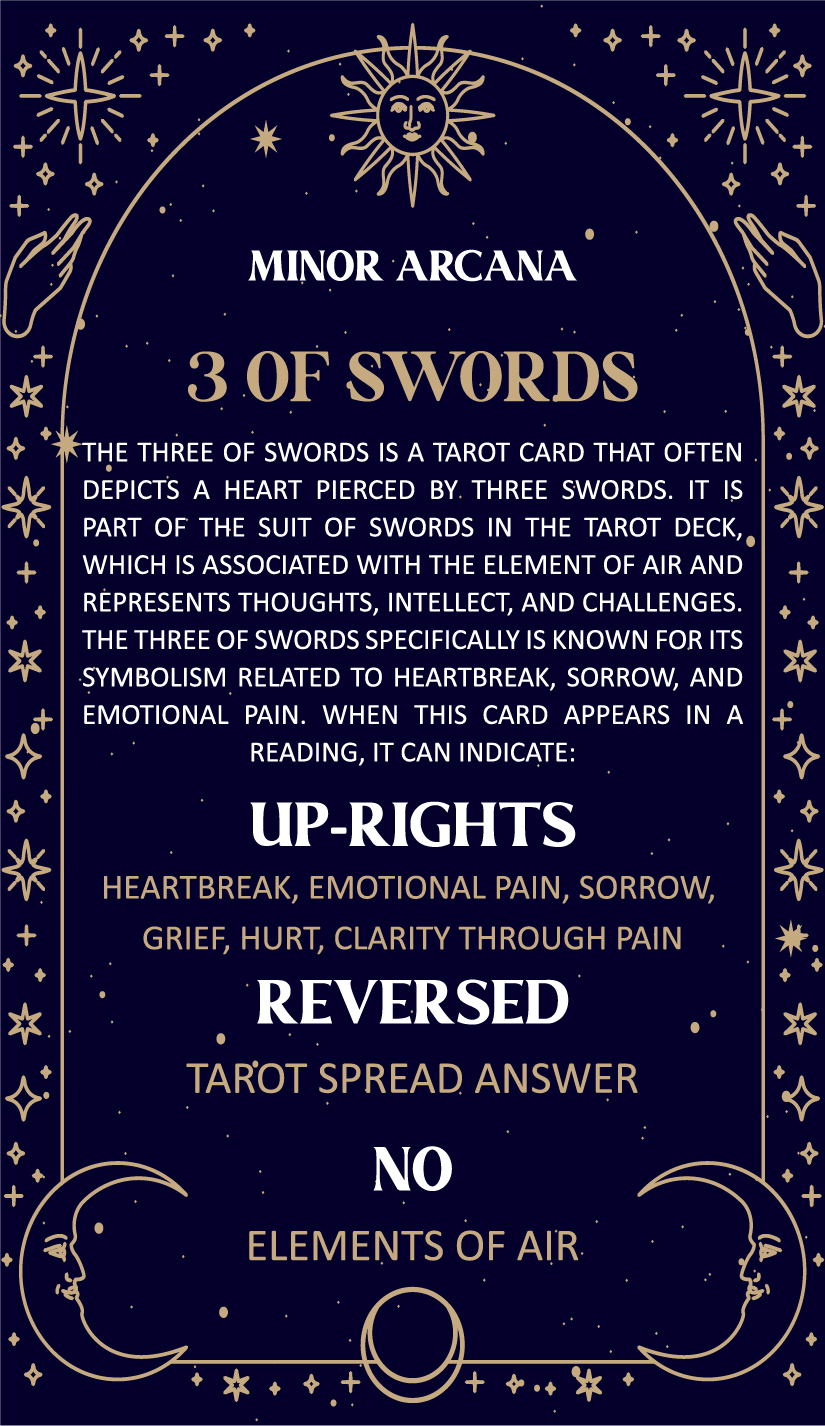 MINOR ARCANA
3 OF SWORDS
THE THREE OF SWORDS IS A TAROT CARD THAT OFTEN
DEPICTS A HEART PIERCED BY THREE SWORDS. IT IS
PART OF THE SUIT OF SWORDS IN THE TAROT DECK,
WHICH IS ASSOCIATED WITH THE ELEMENT OF AIR AND
REPRESENTS THOUGHTS, INTELLECT, AND CHALLENGES.
THE THREE OF SWORDS SPECIFICALLY IS KNOWN FOR ITS
SYMBOLISM RELATED TO HEARTBREAK, SORROW, AND
EMOTIONAL PAIN. WHEN THIS CARD APPEARS IN A
READING, IT CAN INDICATE:
UP-RIGHTS
HEARTBREAK, EMOTIONAL PAIN, SORROW,
GRIEF, HURT, CLARITY THROUGH PAIN
REVERSED
TAROT SPREAD ANSWER
NO
ELEMENTS OF AIR